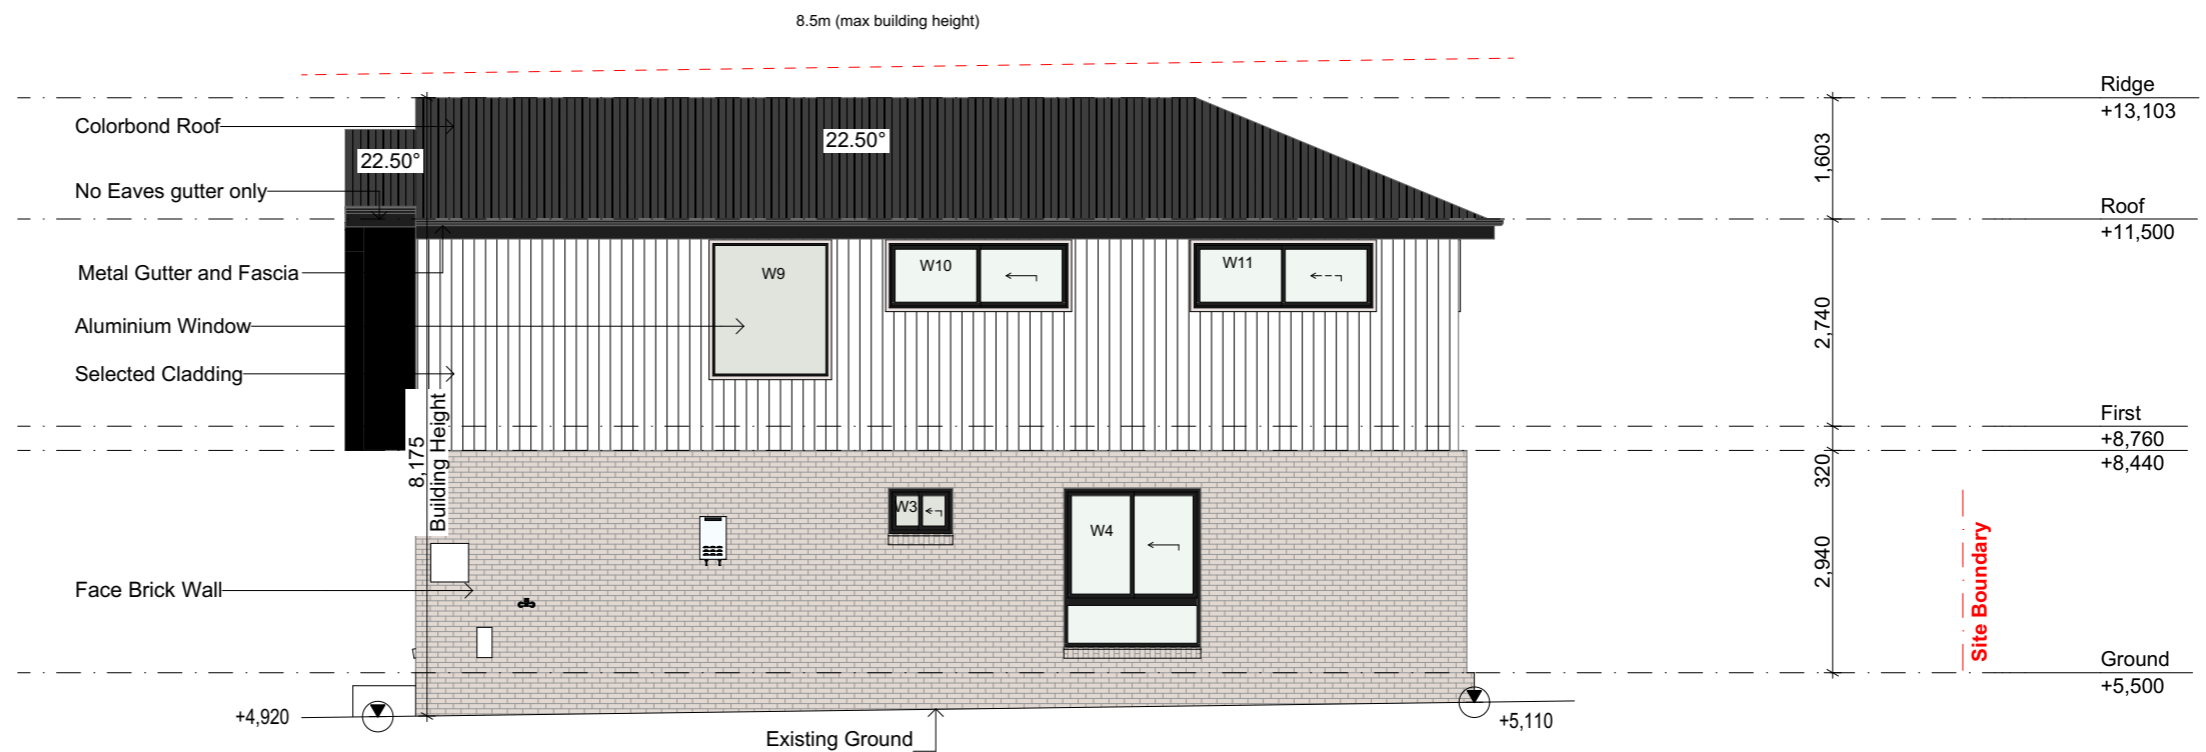 8.5m (max building height)
Ridge
+13,103
Colorbond Roof
22.50°
22.50°
1,603
No Eaves gutter only
Roof
+11,500
Metal Gutter and Fascia
W9
W10
W11
Aluminium Window
2,740
Selected Cladding
First
+8,760
+8,440
8,175
Building Height
320
W3
W4
2,940
Site Boundary
Face Brick Wall
Ground
+5,500
+4,920
+5,110
Existing Ground